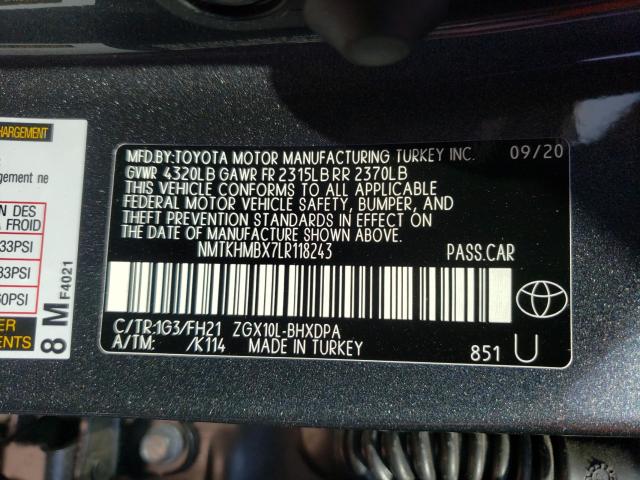 HARGEMENT
gement ne
N DES
À FROID
33PSI
33PSI
60PSI
ER
EMENTS
8 M F4021
MFD.BY:TOYOTA MOTOR MANUFACTURING TURKEY INC. 09/20
GVWR 4320LB GAWR FR 2315LB RR 2370LB
THIS VEHICLE CONFORMS TO ALL APPLICABLE
FEDERAL MOTOR VEHICLE SAFETY, BUMPER, AND
THEFT PREVENTION STANDARDS IN EFFECT ON THE
DATE OF MANUFACTURE SHOWN ABOVE.
NMTKHMBX7LR118243 PASS.CAR
C/TR:1G3/FH21 ZGX10L-BHXDPA
A/TM: /K114 MADE IN TURKEY 851 U